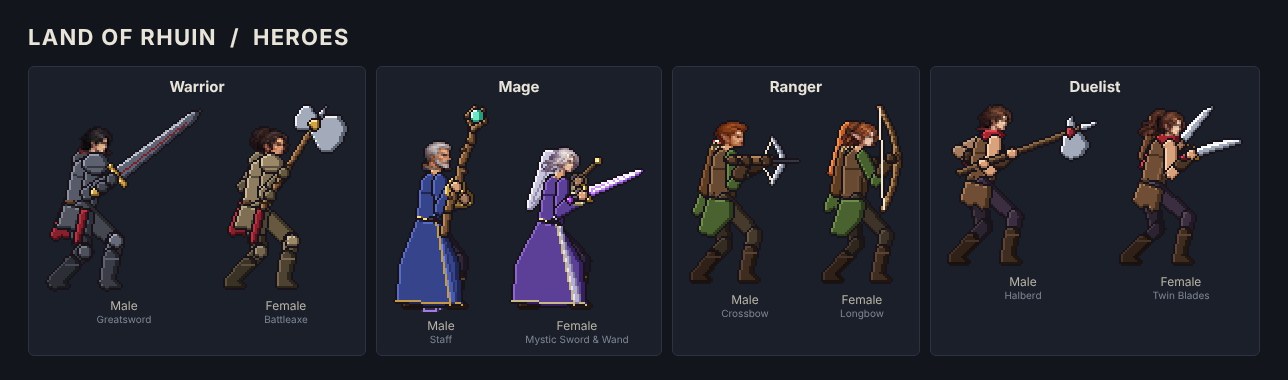 LAND OF RHUIN / HEROES
Warrior
Male
Greatsword
Female
Battleaxe
Mage
Male
Staff
Female
Mystic Sword & Wand
Ranger
Male
Crossbow
Female
Longbow
Duelist
Male
Halberd
Female
Twin Blades